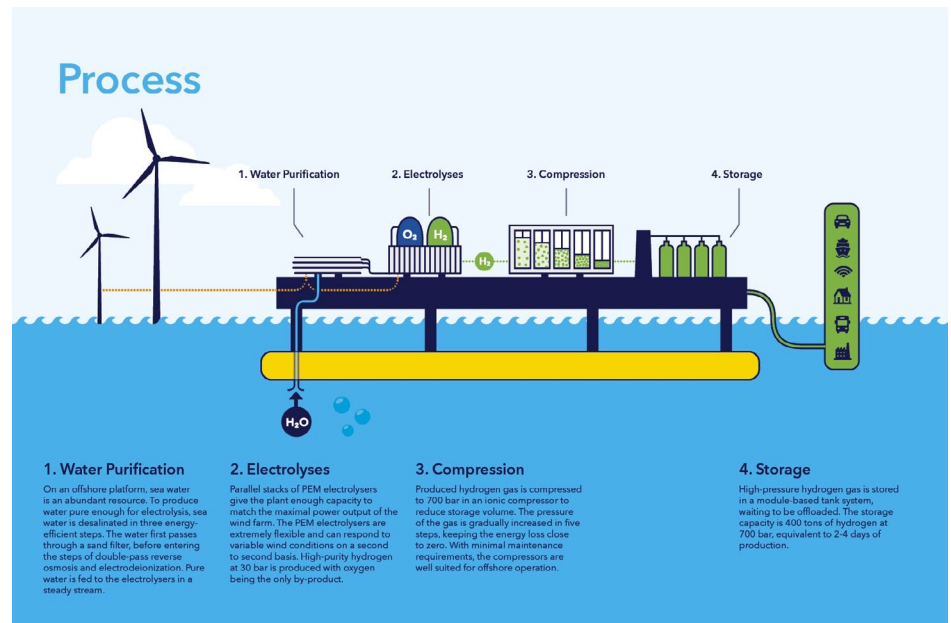 Process
1. Water Purification
2. Electrolyses
3. Compression
4. Storage
O₂
H₂
H₂
H₂O
1. Water Purification
On an offshore platform, sea water
is an abundant resource. To produce
water pure enough for electrolysis, sea
water is desalinated in three energy-
efficient steps. The water first passes
through a sand filter, before entering
the steps of double-pass reverse
osmosis and electrodeionization. Pure
water is fed to the electrolysers in a
steady stream.
2. Electrolyses
Parallel stacks of PEM electrolysers
give the plant enough capacity to
match the maximal power output of the
wind farm. The PEM electrolysers are
extremely flexible and can respond to
variable wind conditions on a second
to second basis. High-purity hydrogen
at 30 bar is produced with oxygen
being the only by-product.
3. Compression
Produced hydrogen gas is compressed
to 700 bar in an ionic compressor to
reduce storage volume. The pressure
of the gas is gradually increased in five
steps, keeping the energy loss close
to zero. With minimal maintenance
requirements, the compressors are
well suited for offshore operation.
4. Storage
High-pressure hydrogen gas is stored
in a module-based tank system,
waiting to be offloaded. The storage
capacity is 400 tons of hydrogen at
700 bar, equivalent to 2-4 days of
production.